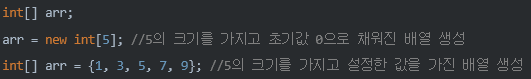 int[] arr;
arr = new int[5]; //5의 크기를 가지고 초기값 0으로 채워진 배열 생성
int[] arr = {1, 3, 5, 7, 9}; //5의 크기를 가지고 설정한 값을 가진 배열 생성